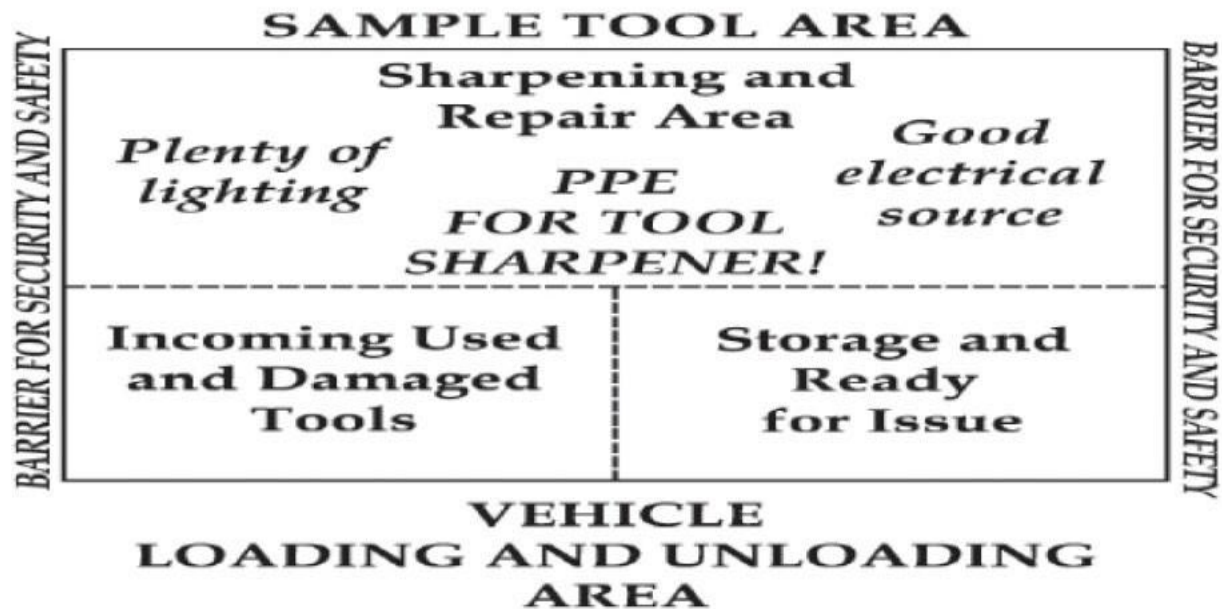 SAMPLE TOOL AREA
BARRIER FOR SECURITY AND SAFETY
Sharpening and
Repair Area
Plenty of
lighting
PPE
FOR TOOL
SHARPENER!
Good
electrical
source
BARRIER FOR SECURITY AND SAFETY
Incoming Used
and Damaged
Tools
Storage and
Ready
for Issue
VEHICLE
LOADING AND UNLOADING
AREA